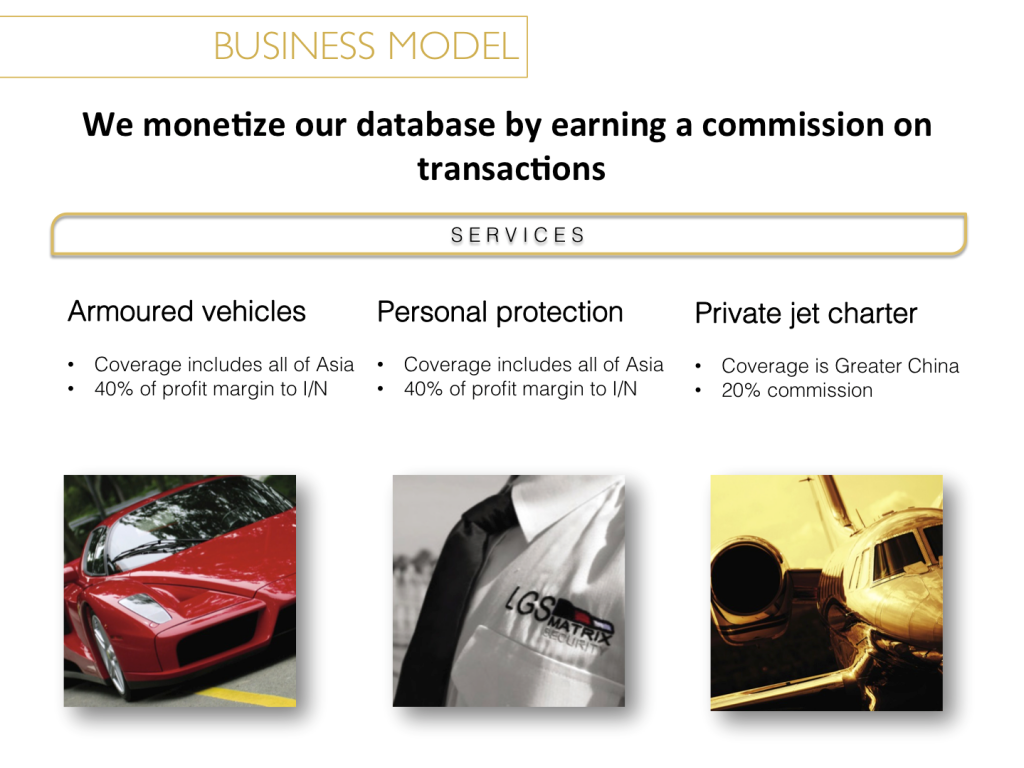 BUSINESS MODEL
We monetize our database by earning a commission on
transactions
SERVICES
Armoured vehicles
• Coverage includes all of Asia
• 40% of profit margin to I/N
Personal protection
• Coverage includes all of Asia
• 40% of profit margin to I/N
Private jet charter
• Coverage is Greater China
• 20% commission
LGS
MATRIX
SECURITY